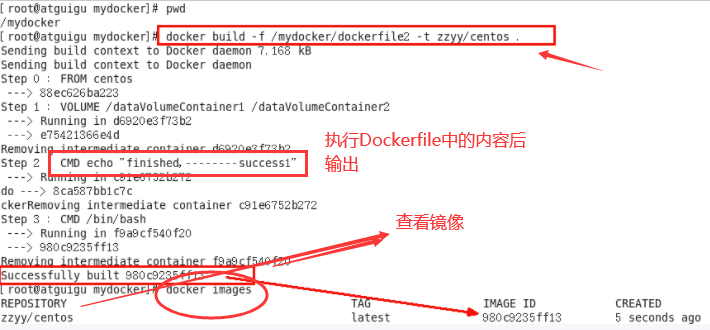 [ root@atguigu mydocker]# pwd
/mydocker
[ root@atguigu mydocker]# docker build -f /mydocker/dockerfile2 -t zzyy/centos .
Sending build context to Docker daemon 7.168 kB
Sending build context to Docker daemon
Step 0 : FROM centos
---> 88ec626ba223
Step 1 : VOLUME /dataVolumeContainer1 /dataVolumeContainer2
---> Running in d6920e3f73b2
---> e75421366e4d
Removing intermediate container d6920e3f73b2
Step 2 CMD echo "finished,--------success1"
---> Running in c91e6752b272
do ---> 8ca587bb1c7c
ckerRemoving intermediate container c91e6752b272
Step 3 : CMD /bin/bash
---> Running in f9a9cf540f20
---> 980c9235ff13
Removing intermediate container f9a9cf540f20
Successfully built 980c9235ff13
[ root@atguigu mydocker]# docker images
REPOSITORY TAG IMAGE ID CREATED
zzyy/centos latest 980c9235ff13 5 seconds ago
执行Dockerfile中的内容后
输出
查看镜像